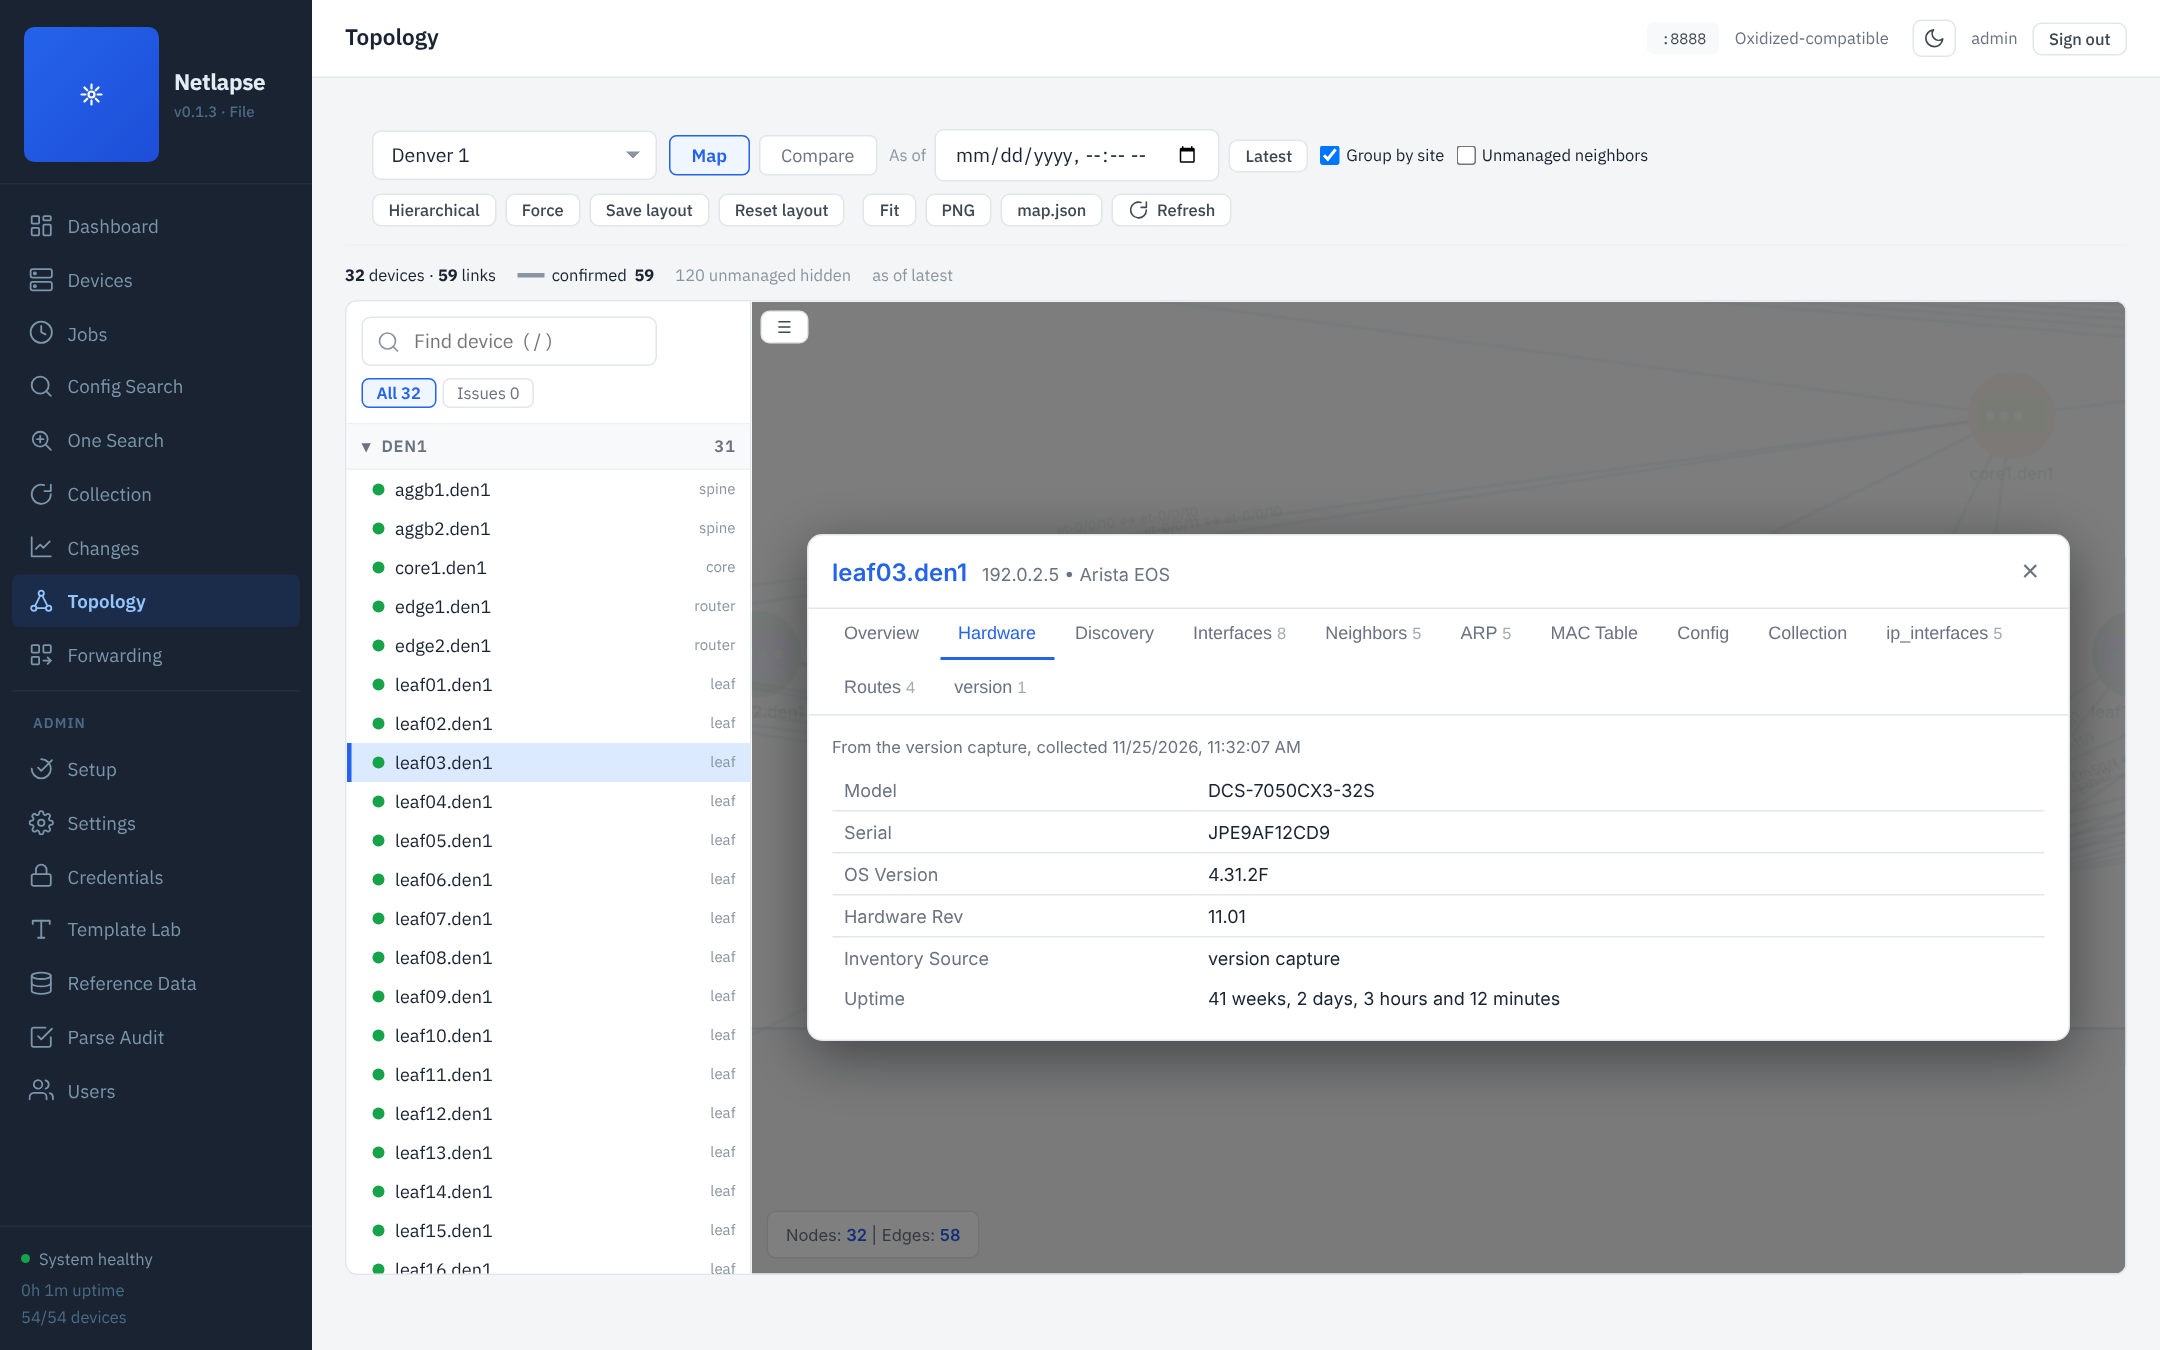 Netlapse
v0.1.3 · File
Dashboard
Devices
Jobs
Config Search
One Search
Collection
Changes
Topology
Forwarding
ADMIN
Setup
Settings
Credentials
Template Lab
Reference Data
Parse Audit
Users
System healthy
0h 1m uptime
54/54 devices
Topology
:8888 Oxidized-compatible admin Sign out
Denver 1 Map Compare As of mm/dd/yyyy, --:-- -- Latest Group by site Unmanaged neighbors
Hierarchical Force Save layout Reset layout Fit PNG map.json Refresh
32 devices · 59 links confirmed 59 120 unmanaged hidden as of latest
Find device ( / )
All 32 Issues 0
DEN1 31
aggb1.den1 spine
aggb2.den1 spine
core1.den1 core
edge1.den1 router
edge2.den1 router
leaf01.den1 leaf
leaf02.den1 leaf
leaf03.den1 leaf
leaf04.den1 leaf
leaf05.den1 leaf
leaf06.den1 leaf
leaf07.den1 leaf
leaf08.den1 leaf
leaf09.den1 leaf
leaf10.den1 leaf
leaf11.den1 leaf
leaf12.den1 leaf
leaf13.den1 leaf
leaf14.den1 leaf
leaf15.den1 leaf
leaf16.den1 leaf
core1.den1
leaf03.den1 192.0.2.5 • Arista EOS
Overview Hardware Discovery Interfaces 8 Neighbors 5 ARP 5 MAC Table Config Collection ip_interfaces 5
Routes 4 version 1
From the version capture, collected 11/25/2026, 11:32:07 AM
Model DCS-7050CX3-32S
Serial JPE9AF12CD9
OS Version 4.31.2F
Hardware Rev 11.01
Inventory Source version capture
Uptime 41 weeks, 2 days, 3 hours and 12 minutes
Nodes: 32 | Edges: 58